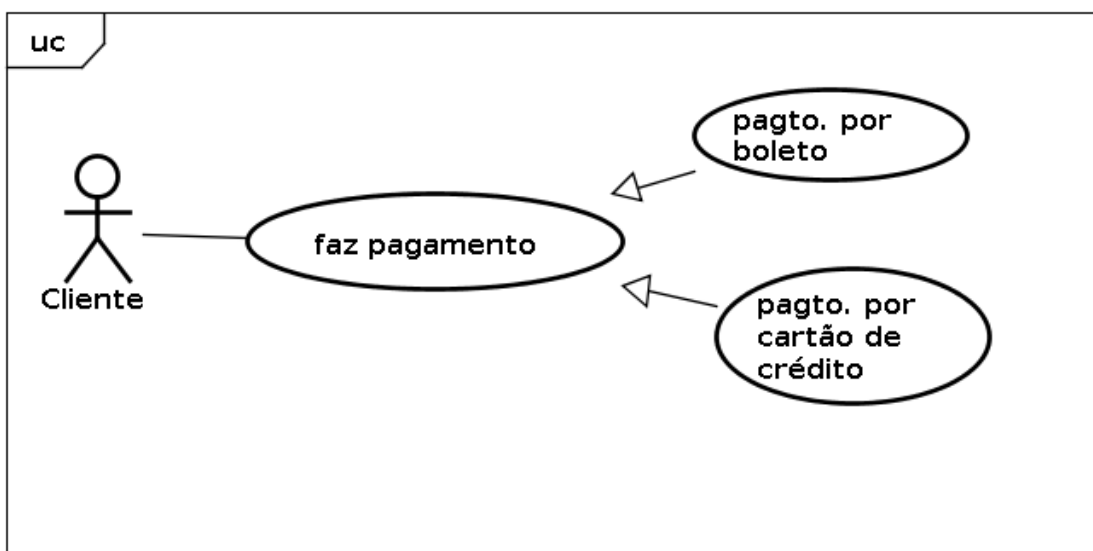 uc
pagto. por
boleto
faz pagamento
Cliente
pagto. por
cartão de
crédito